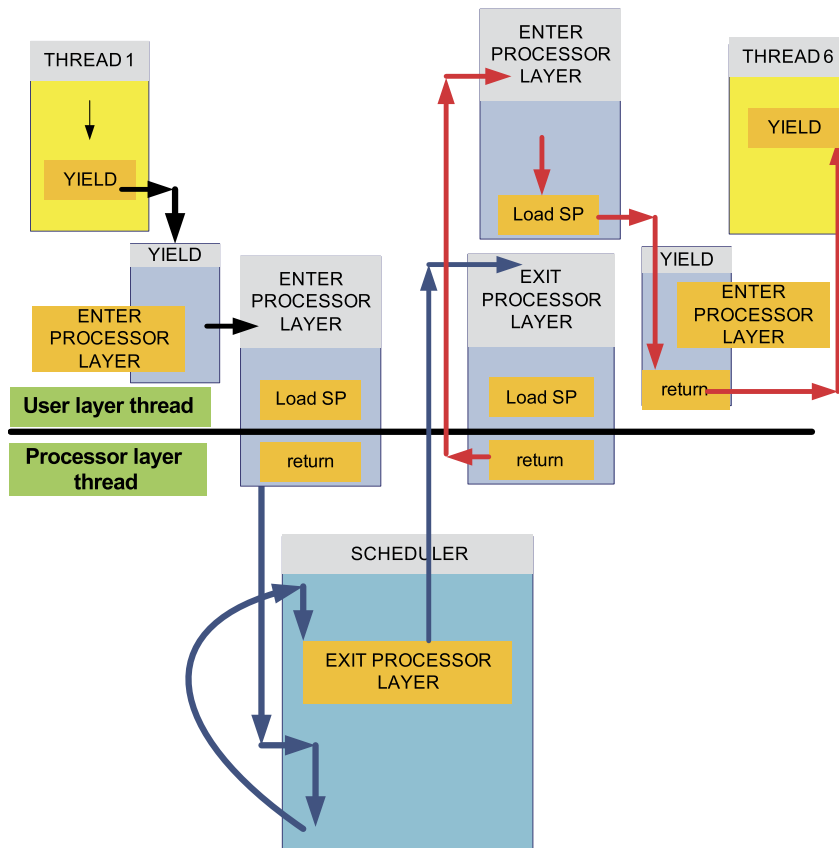 THREAD 1
YIELD
YIELD
ENTER
PROCESSOR
LAYER
ENTER
PROCESSOR
LAYER
Load SP
return
User layer thread
Processor layer
thread
SCHEDULER
EXIT PROCESSOR
LAYER
EXIT
PROCESSOR
LAYER
Load SP
return
ENTER
PROCESSOR
LAYER
Load SP
YIELD
ENTER
PROCESSOR
LAYER
return
THREAD 6
YIELD